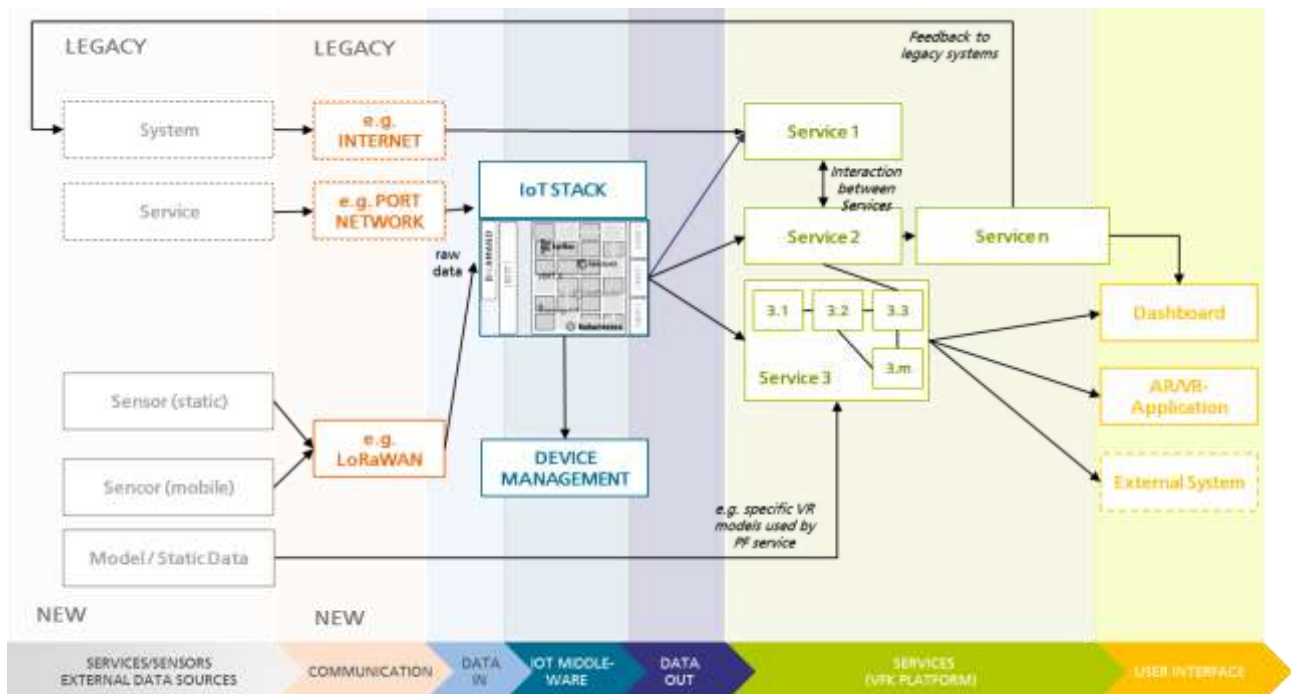 LEGACY
LEGACY
Feedback to
legacy systems
System
e.g.
INTERNET
Service 1
Interaction
between
Services
IoT STACK
Service
e.g. PORT
NETWORK
Service 2
Service n
raw
data
3.1
3.2
3.3
3.m
Service 3
Dashboard
Sensor (static)
AR/VR-
Application
e.g.
LoRaWAN
DEVICE
MANAGEMENT
Sencor (mobile)
External System
e.g. specific VR
models used by
PF service
Model / Static Data
NEW
NEW
SERVICES/SENSORS
EXTERNAL DATA SOURCES
COMMUNICATION
DATA
IN
IOT MIDDLE-
WARE
DATA
OUT
SERVICES
(VFK PLATFORM)
USER INTERFACE